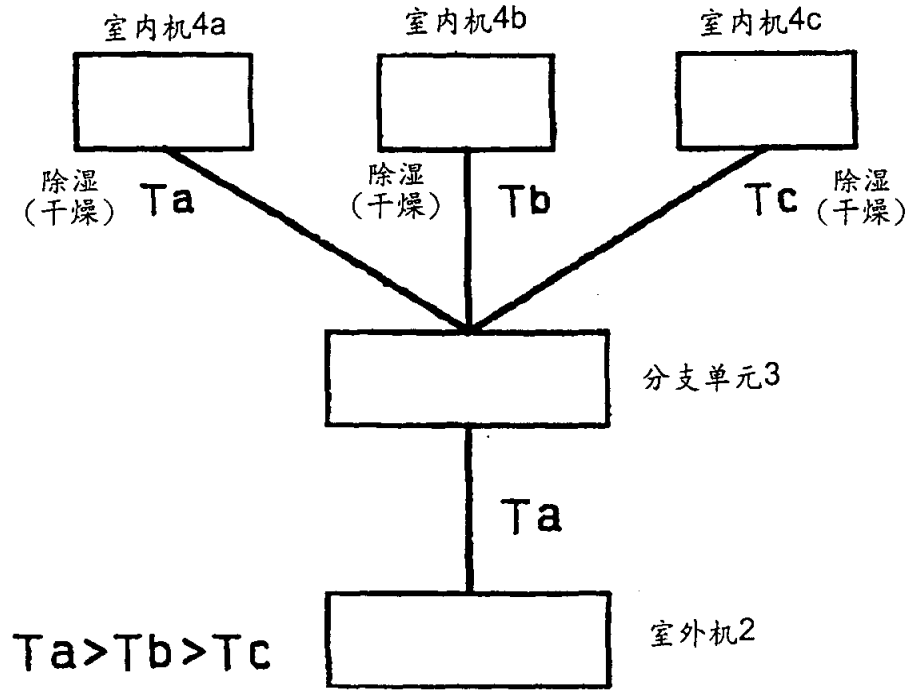 室内机4a
室内机4b
室内机4c
除湿
(干燥)
Ta
除湿
(干燥)
Tb
Tc
除湿
(干燥)
分支单元3
Ta
室外机2
Ta>Tb>Tc